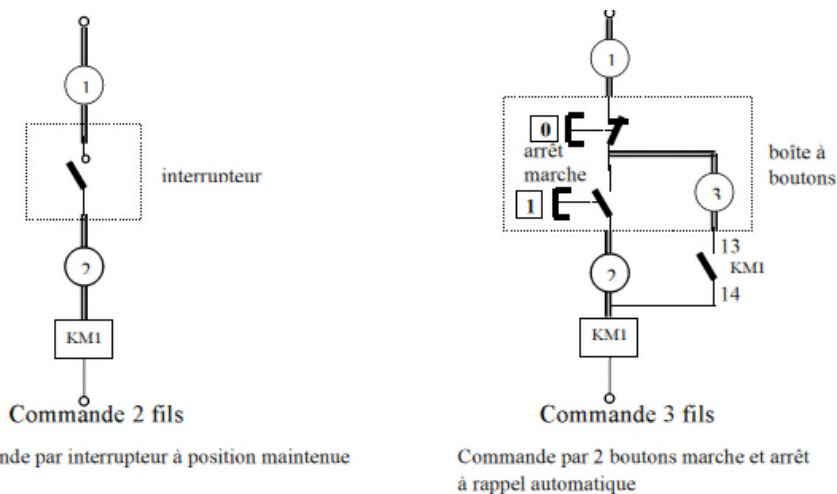 1
interrupteur
2
KM1
Commande 2 fils
nde par interrupteur à position maintenue
1
0
arrêt
marche
1
boîte à
boutons
3
13
KM1
14
2
KM1
Commande 3 fils
Commande par 2 boutons marche et arrêt
à rappel automatique